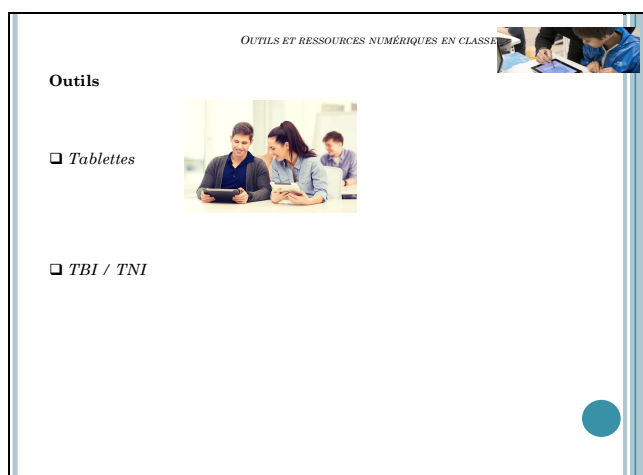 OUTILS ET RESSOURCES NUMÉRIQUES EN CLASSE
Outils
❑ Tablettes
❑ TBI / TNI